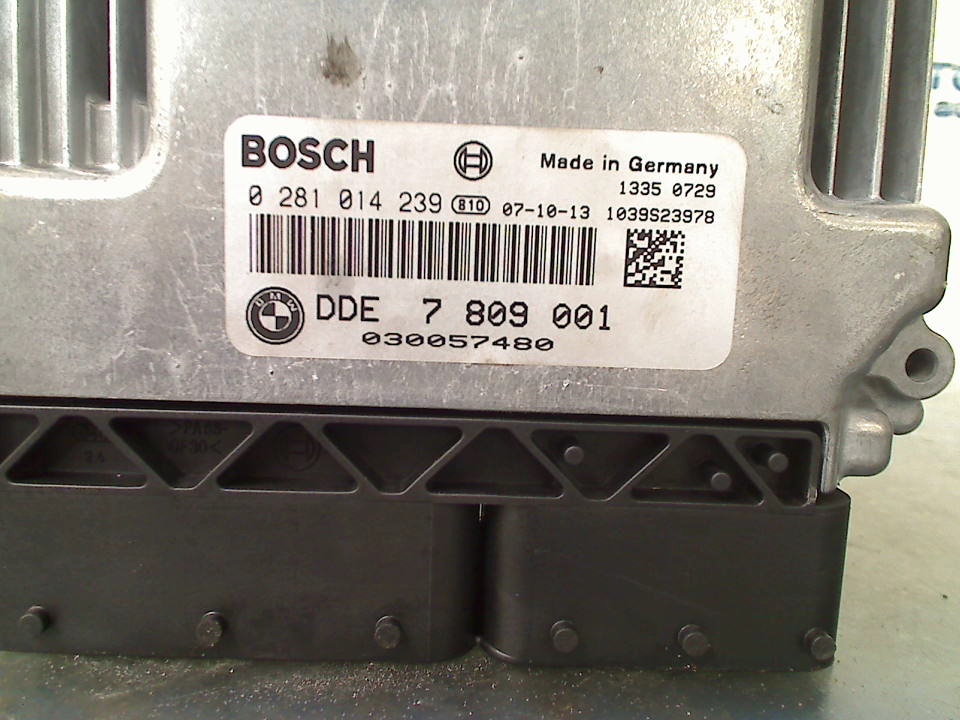 BOSCH
Made in Germany
1335 0729
0 281 014 239 810 07-10-13 1039S23978
BMW
DDE 7 809 001
030057480